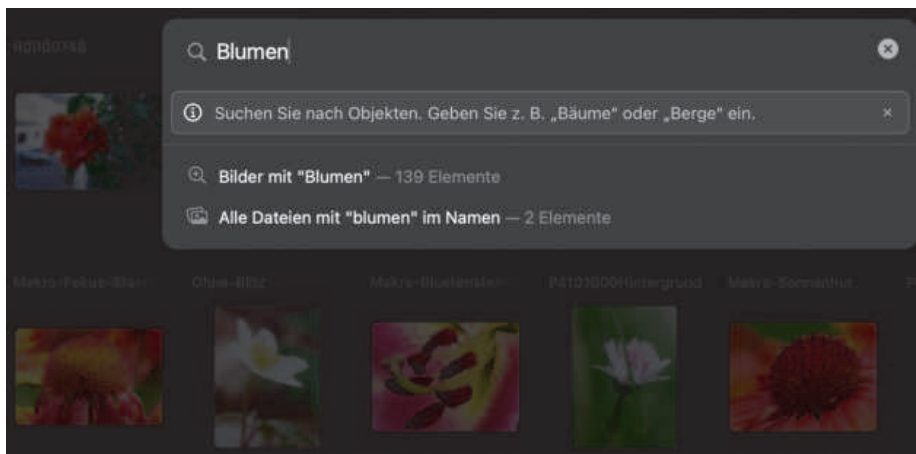 Blumen
Suchen Sie nach Objekten. Geben Sie z. B. „Bäume“ oder „Berge“ ein.
×
Bilder mit "Blumen" — 139 Elemente
Alle Dateien mit "blumen" im Namen — 2 Elemente
Ohne-Blitz P4101600Hintergrund Makro-Sonnenhut